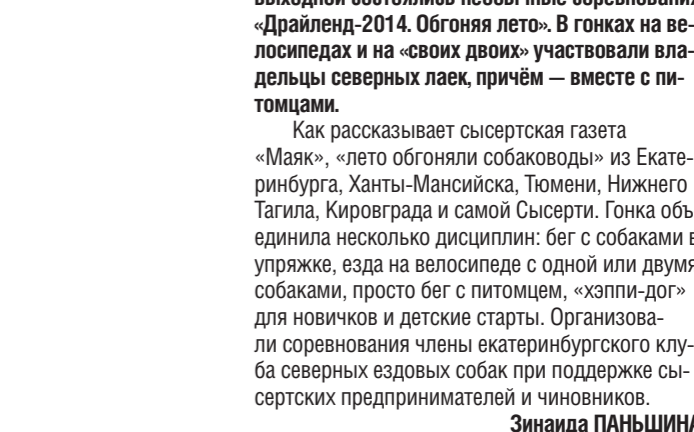 выходной состоялись необычные соревнования
«Драйленд-2014. Обгоняя лето». В гонках на ве-
лосипедах и на «своих двоих» участвовали вла-
дельцы северных лаек, причём — вместе с пи-
томцами.
Как рассказывает сысертская газета
«Маяк», «лето обгоняли собаководы» из Екате-
ринбурга, Ханты-Мансийска, Тюмени, Нижнего
Тагила, Кировграда и самой Сысерти. Гонка объ
единила несколько дисциплин: бег с собаками в
упряжке, езда на велосипеде с одной или двумя
собаками, просто бег с питомцем, «хэппи-дог»
для новичков и детские старты. Организова-
ли соревнования члены екатеринбургского клу-
ба северных ездовых собак при поддержке сы-
сертских предпринимателей и чиновников.
Зинаида ПАНЬШИНА